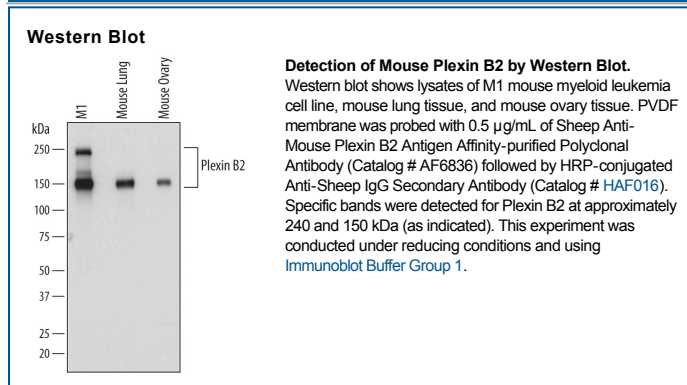 Western Blot
M1
Mouse Lung
Mouse Ovary
kDa
250
150
100
75
50
37
25
20
Plexin B2
Detection of Mouse Plexin B2 by Western Blot.
Western blot shows lysates of M1 mouse myeloid leukemia
cell line, mouse lung tissue, and mouse ovary tissue. PVDF
membrane was probed with 0.5 µg/mL of Sheep Anti-
Mouse Plexin B2 Antigen Affinity-purified Polyclonal
Antibody (Catalog # AF6836) followed by HRP-conjugated
Anti-Sheep IgG Secondary Antibody (Catalog # HAF016).
Specific bands were detected for Plexin B2 at approximately
240 and 150 kDa (as indicated). This experiment was
conducted under reducing conditions and using
Immunoblot Buffer Group 1.